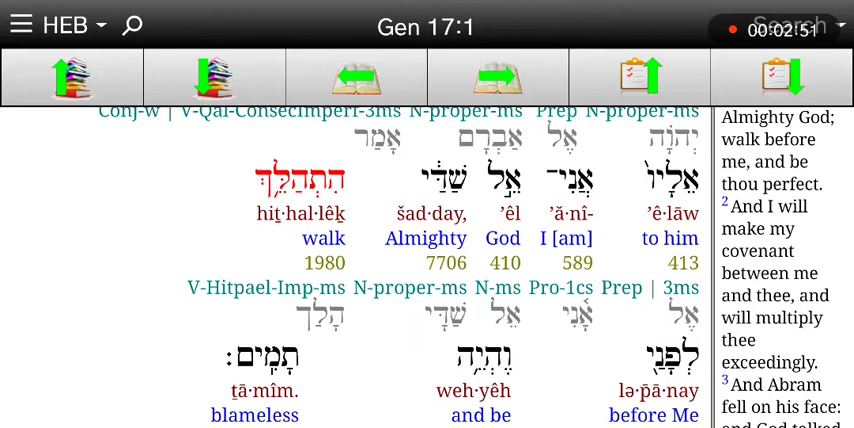 HEB
Gen 17:1
Search
00:02:51
Conj-w | V-Qal-ConsecImperf-3ms N-proper-ms Prep N-proper-ms
יְהוָֹה אֶל אַבְרָם אָמַר
אֵלָיו֙ אֲנִי־ אֵ֣ל שַׁדַּ֔י הִתְהַלֵּ֥ךְ
hiṯ·hal·lêḵ šad·day, ’êl ’ă·nî- ’ê·lāw
walk Almighty God I [am] to him
1980 7706 410 589 413
V-Hitpael-Imp-ms N-proper-ms N-ms Pro-1cs Prep | 3ms
אֶל אֲנִי אֵל שַׁדַּי הָלַךְ
לְפָנַ֖י וֶהְיֵ֥ה תָמִֽים׃
ṯā·mîm. weh·yêh lə·p̄ā·nay
blameless and be before Me
Almighty God;
walk before
me, and be
thou perfect.
2 And I will
make my
covenant
between me
and thee, and
will multiply
thee
exceedingly.
3 And Abram
fell on his face:
and God talked